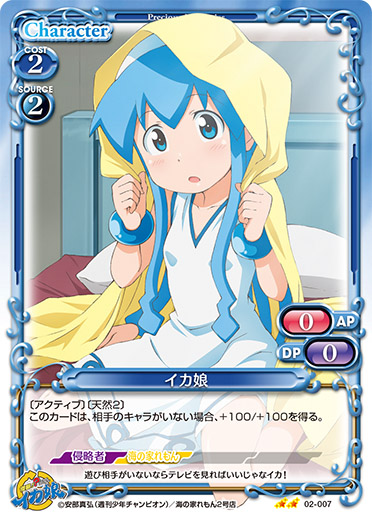 Character
COST
2
SOURCE
2
0 AP
DP 0
イカ娘
〔アクティブ〕〔天然2〕
このカードは、相手のキャラがいない場合、+100/+100を得る。
侵略者 海の家れもん
遊び相手がいないならテレビを見ればいいじゃなイカ!
©安部真弘(週刊少年チャンピオン)/海の家れもん2号店
02-007